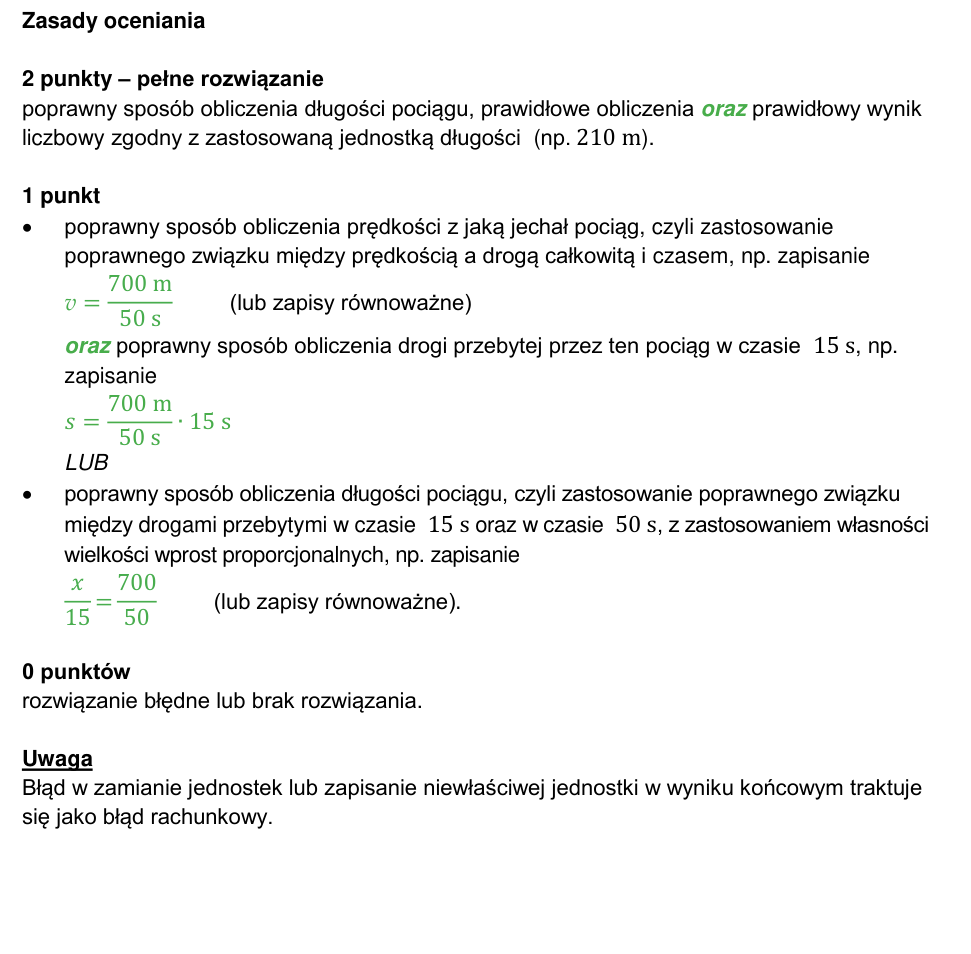 Zasady oceniania
2 punkty – pełne rozwiązanie
poprawny sposób obliczenia długości pociągu, prawidłowe obliczenia oraz prawidłowy wynik
liczbowy zgodny z zastosowaną jednostką długości (np. 210 m).
1 punkt
• poprawny sposób obliczenia prędkości z jaką jechał pociąg, czyli zastosowanie
poprawnego związku między prędkością a drogą całkowitą i czasem, np. zapisanie
v = 700 m / 50 s (lub zapisy równoważne)
oraz poprawny sposób obliczenia drogi przebytej przez ten pociąg w czasie 15 s, np.
zapisanie
s = 700 m / 50 s · 15 s
LUB
• poprawny sposób obliczenia długości pociągu, czyli zastosowanie poprawnego związku
między drogami przebytymi w czasie 15 s oraz w czasie 50 s, z zastosowaniem własności
wielkości wprost proporcjonalnych, np. zapisanie
x / 15 = 700 / 50 (lub zapisy równoważne).
0 punktów
rozwiązanie błędne lub brak rozwiązania.
Uwaga
Błąd w zamianie jednostek lub zapisanie niewłaściwej jednostki w wyniku końcowym traktuje
się jako błąd rachunkowy.